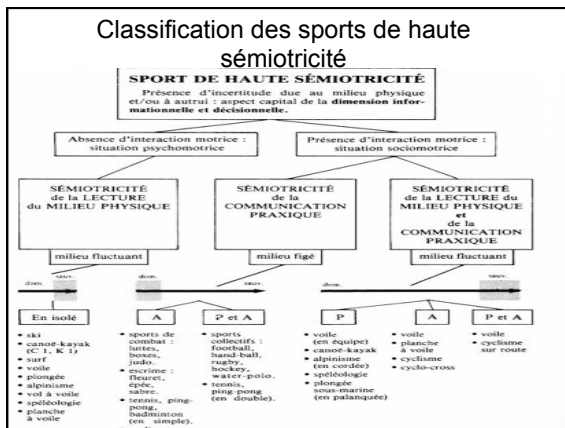 Classification des sports de haute
sémiotricité
SPORT DE HAUTE SÉMIOTRICITÉ
Présence d'incertitude due au milieu physique
et/ou à autrui : aspect capital de la dimension infor-
mationnelle et décisionnelle.
Absence d'interaction motrice :
situation psychomotrice
Présence d'interaction motrice :
situation sociomotrice
SÉMIOTRICITÉ
de la LECTURE
du MILIEU PHYSIQUE
milieu fluctuant
SÉMIOTRICITÉ
de la
COMMUNICATION
PRAXIQUE
milieu figé
SÉMIOTRICITÉ
de la LECTURE du
MILIEU PHYSIQUE
et
de la
COMMUNICATION
PRAXIQUE
milieu fluctuant
dom.
sauv.
dom.
sauv.
dom.
sauv.
En isolé
• ski
• canoë-kayak
(C 1, K 1)
• surf
• voile
• plongée
• alpinisme
• vol à voile
• spéléologie
• planche
à voile
A
• sports de
combat :
luttes,
boxes,
judo.
• escrime :
fleuret,
épée,
sabre.
• tennis, ping-
pong,
badminton
(en simple).
P et A
• sports
collectifs :
football,
hand-ball,
rugby,
hockey,
water-polo.
• tennis,
ping-pong
(en double).
P
• voile
(en équipe)
• canoë-kayak
• alpinisme
(en cordée)
• spéléologie
• plongée
sous-marine
(en palanquée)
A
• voile
• planche
à voile
• cyclisme
• cyclo-cross
P et A
• voile
• cyclisme
sur route